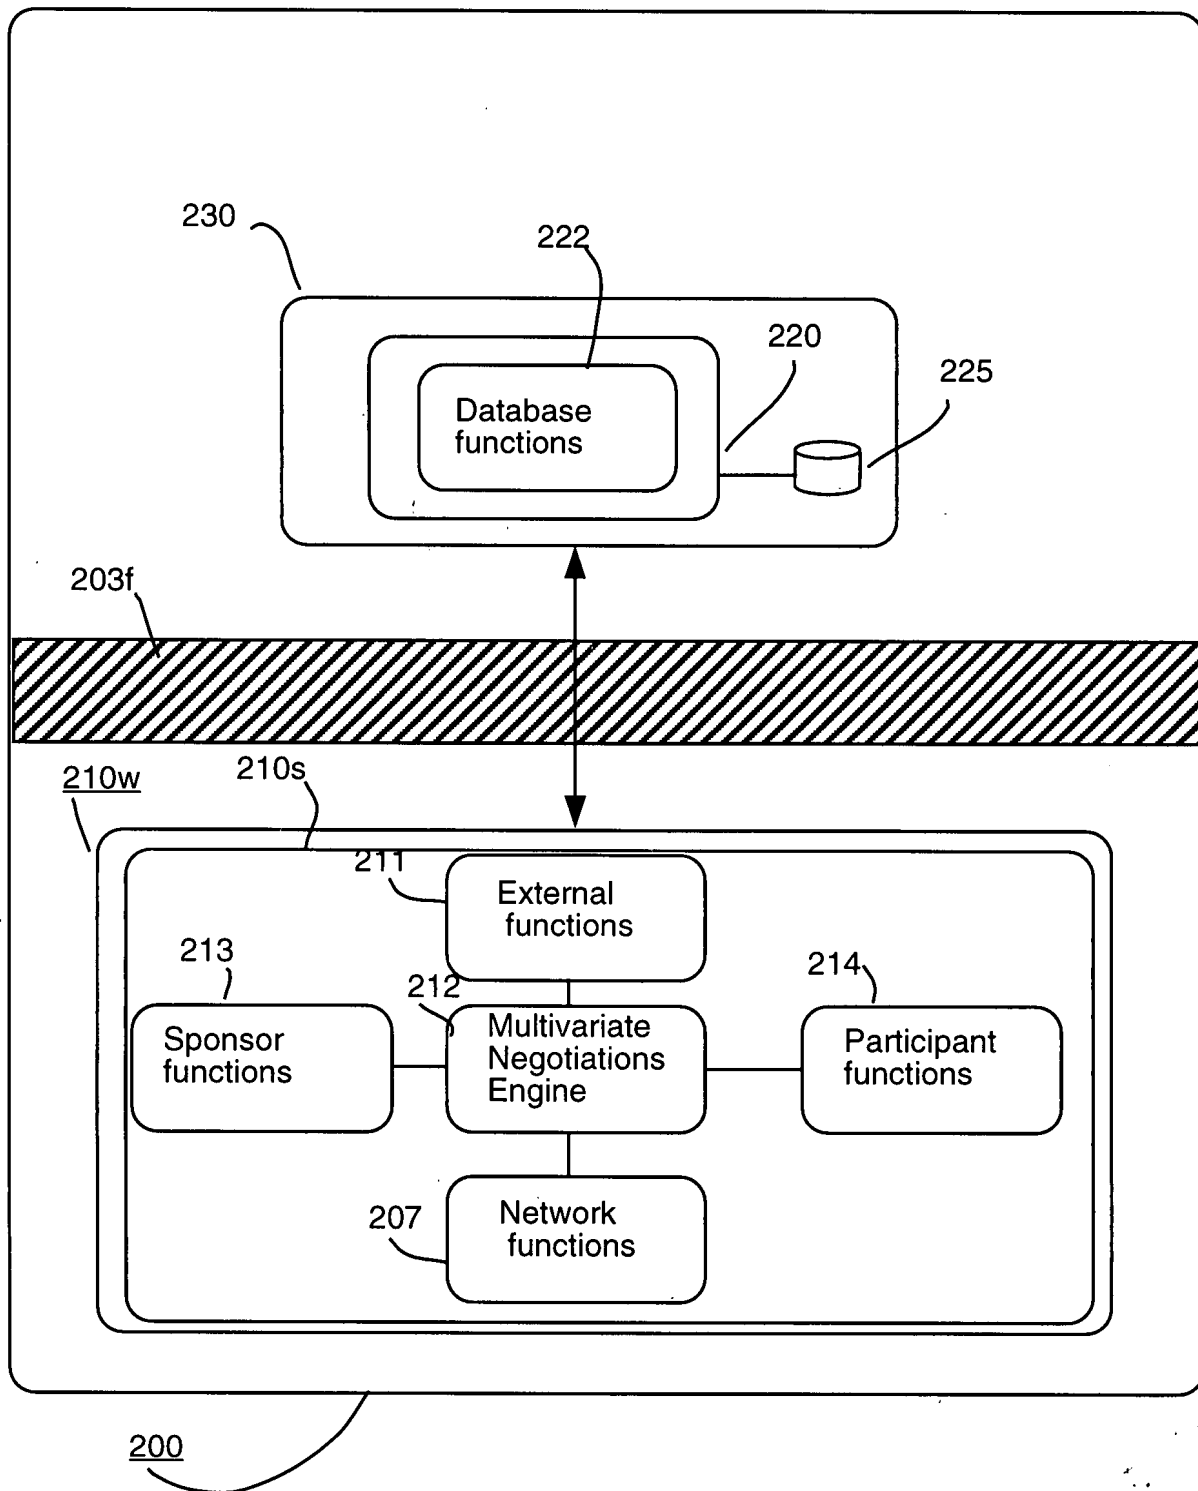 230
222
220
225
Database
functions
203f
210w
210s
211
External
functions
213
212
214
Sponsor
functions
Multivariate
Negotiations
Engine
Participant
functions
207
Network
functions
200